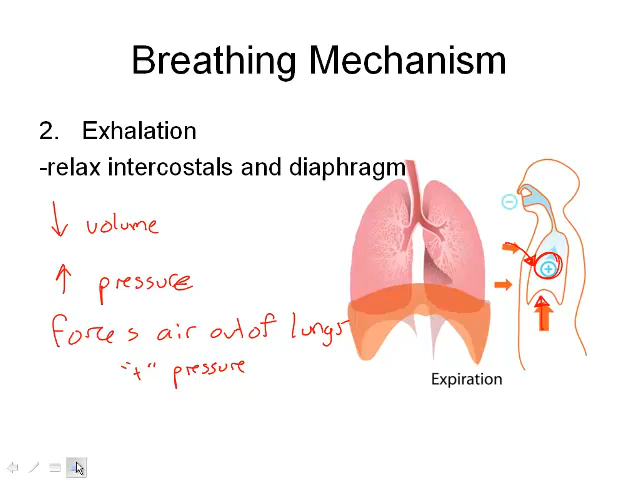 Breathing Mechanism
2. Exhalation
-relax intercostals and diaphragm
↓ volume
↑ pressure
Forces air out of lungs
"+" pressure
−
+
Expiration